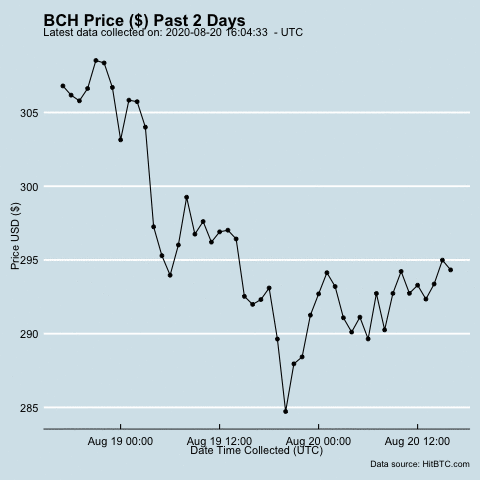 BCH Price ($) Past 2 Days
Latest data collected on: 2020-08-20 16:04:33 - UTC
Price USD ($)
305
300
295
290
285
Aug 19 00:00 Aug 19 12:00 Aug 20 00:00 Aug 20 12:00
Date Time Collected (UTC)
Data source: HitBTC.com